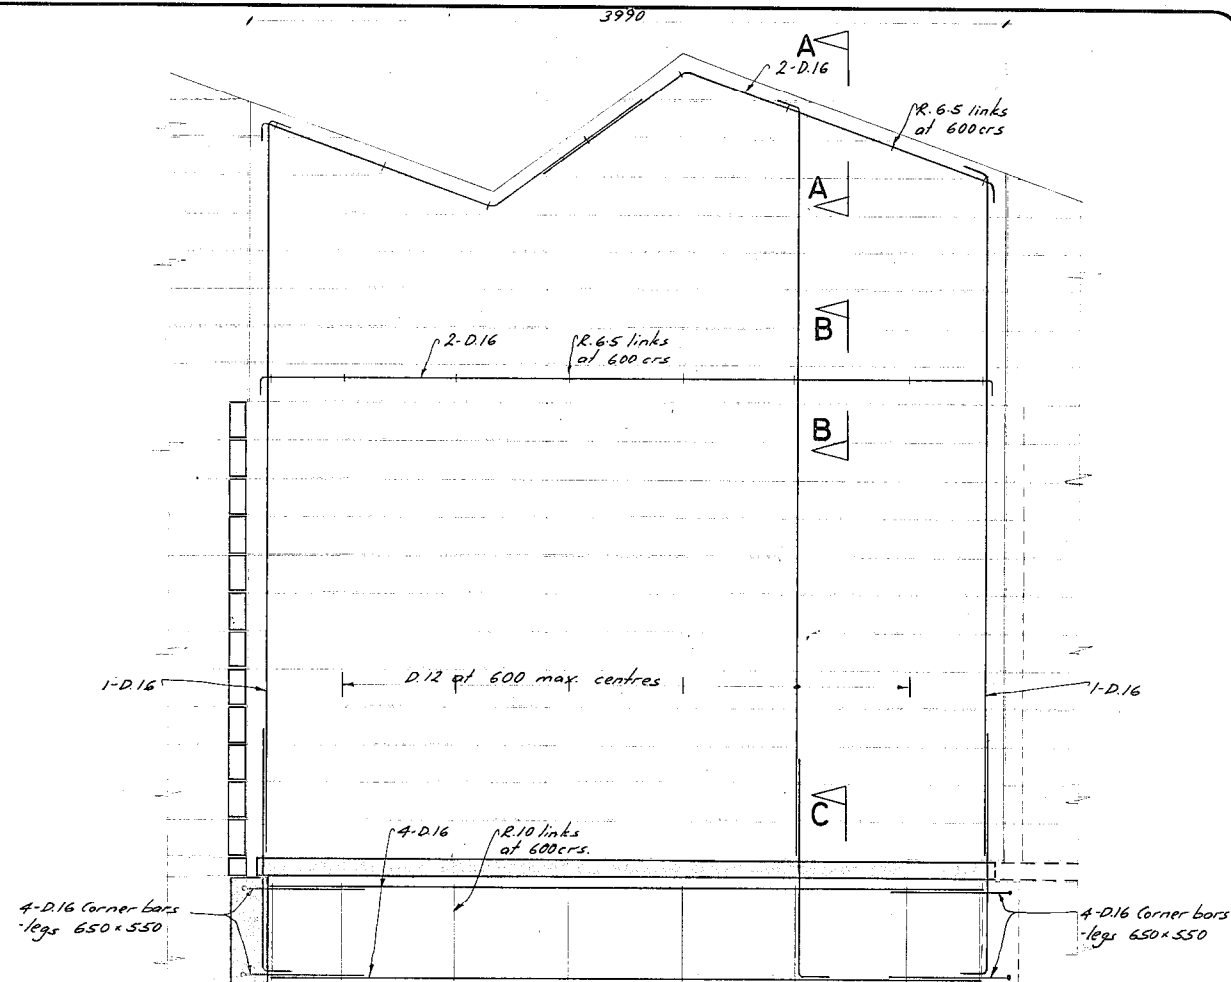 3990
A
2-D.16
R.6.5 links
at 600crs
A
B
2-D.16
R.6.5 links
at 600 crs
B
D.12 at 600 max. centres
1-D.16
1-D.16
C
4-D.16
R.10 links
at 600crs.
4-D.16 Corner bars
-legs 650 x 550
4-D.16 Corner bars
-legs 650 x 550